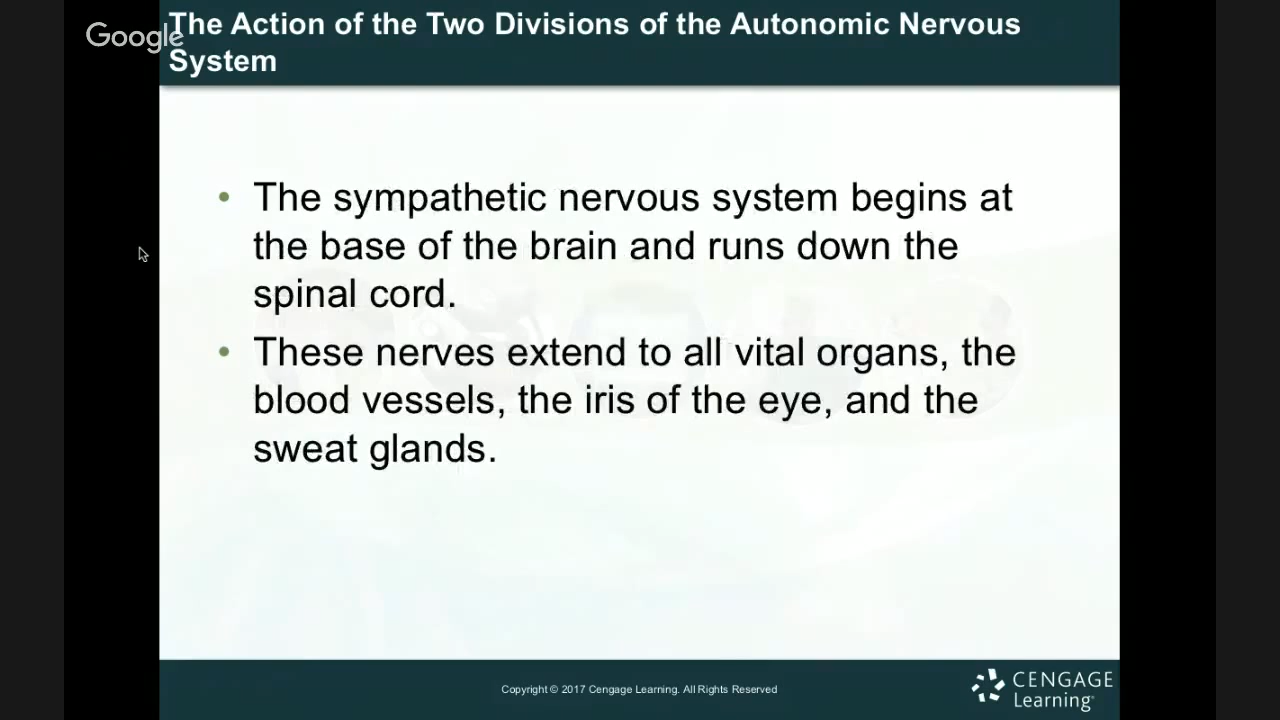 Google
The Action of the Two Divisions of the Autonomic Nervous
System
• The sympathetic nervous system begins at
the base of the brain and runs down the
spinal cord.
• These nerves extend to all vital organs, the
blood vessels, the iris of the eye, and the
sweat glands.
Copyright © 2017 Cengage Learning. All Rights Reserved
CENGAGE
Learning